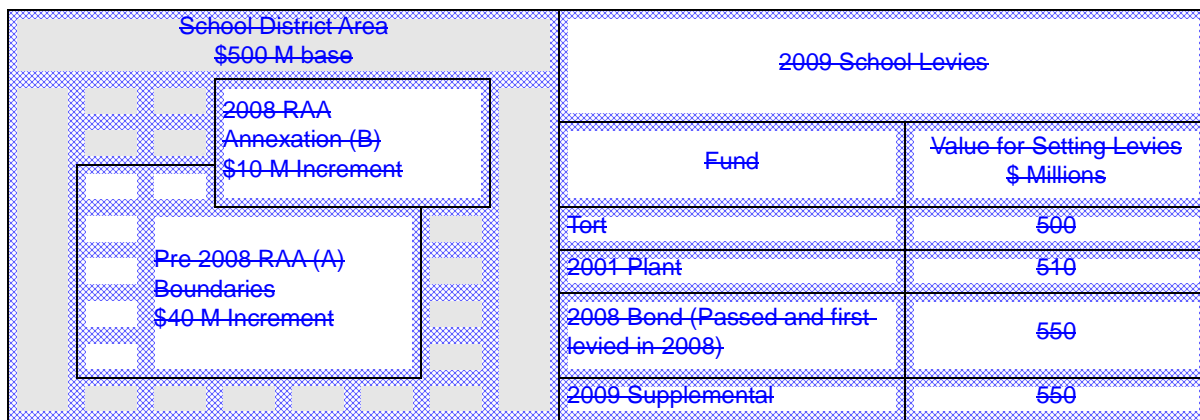 School District Area
$500 M base
2008 RAA
Annexation (B)
$10 M Increment
Pre 2008 RAA (A)
Boundaries
$40 M Increment
2009 School Levies
Fund
Value for Setting Levies
$ Millions
Tort
500
2001 Plant
510
2008 Bond (Passed and first
levied in 2008)
550
2009 Supplemental
550